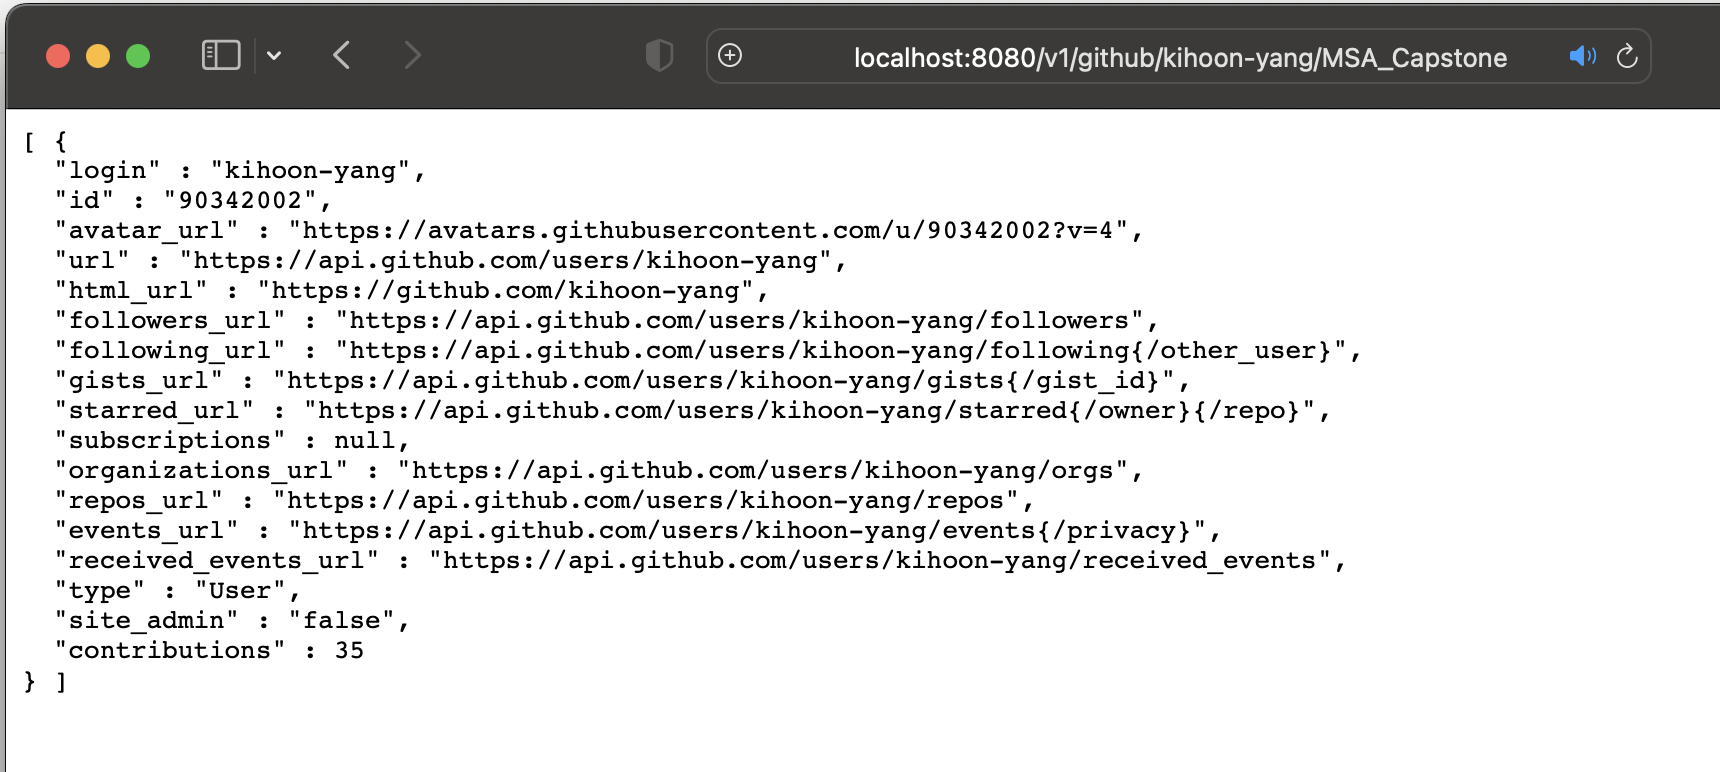 localhost:8080/v1/github/kihoon-yang/MSA_Capstone
[ {
  "login" : "kihoon-yang",
  "id" : "90342002",
  "avatar_url" : "https://avatars.githubusercontent.com/u/90342002?v=4",
  "url" : "https://api.github.com/users/kihoon-yang",
  "html_url" : "https://github.com/kihoon-yang",
  "followers_url" : "https://api.github.com/users/kihoon-yang/followers",
  "following_url" : "https://api.github.com/users/kihoon-yang/following{/other_user}",
  "gists_url" : "https://api.github.com/users/kihoon-yang/gists{/gist_id}",
  "starred_url" : "https://api.github.com/users/kihoon-yang/starred{/owner}{/repo}",
  "subscriptions" : null,
  "organizations_url" : "https://api.github.com/users/kihoon-yang/orgs",
  "repos_url" : "https://api.github.com/users/kihoon-yang/repos",
  "events_url" : "https://api.github.com/users/kihoon-yang/events{/privacy}",
  "received_events_url" : "https://api.github.com/users/kihoon-yang/received_events",
  "type" : "User",
  "site_admin" : "false",
  "contributions" : 35
} ]